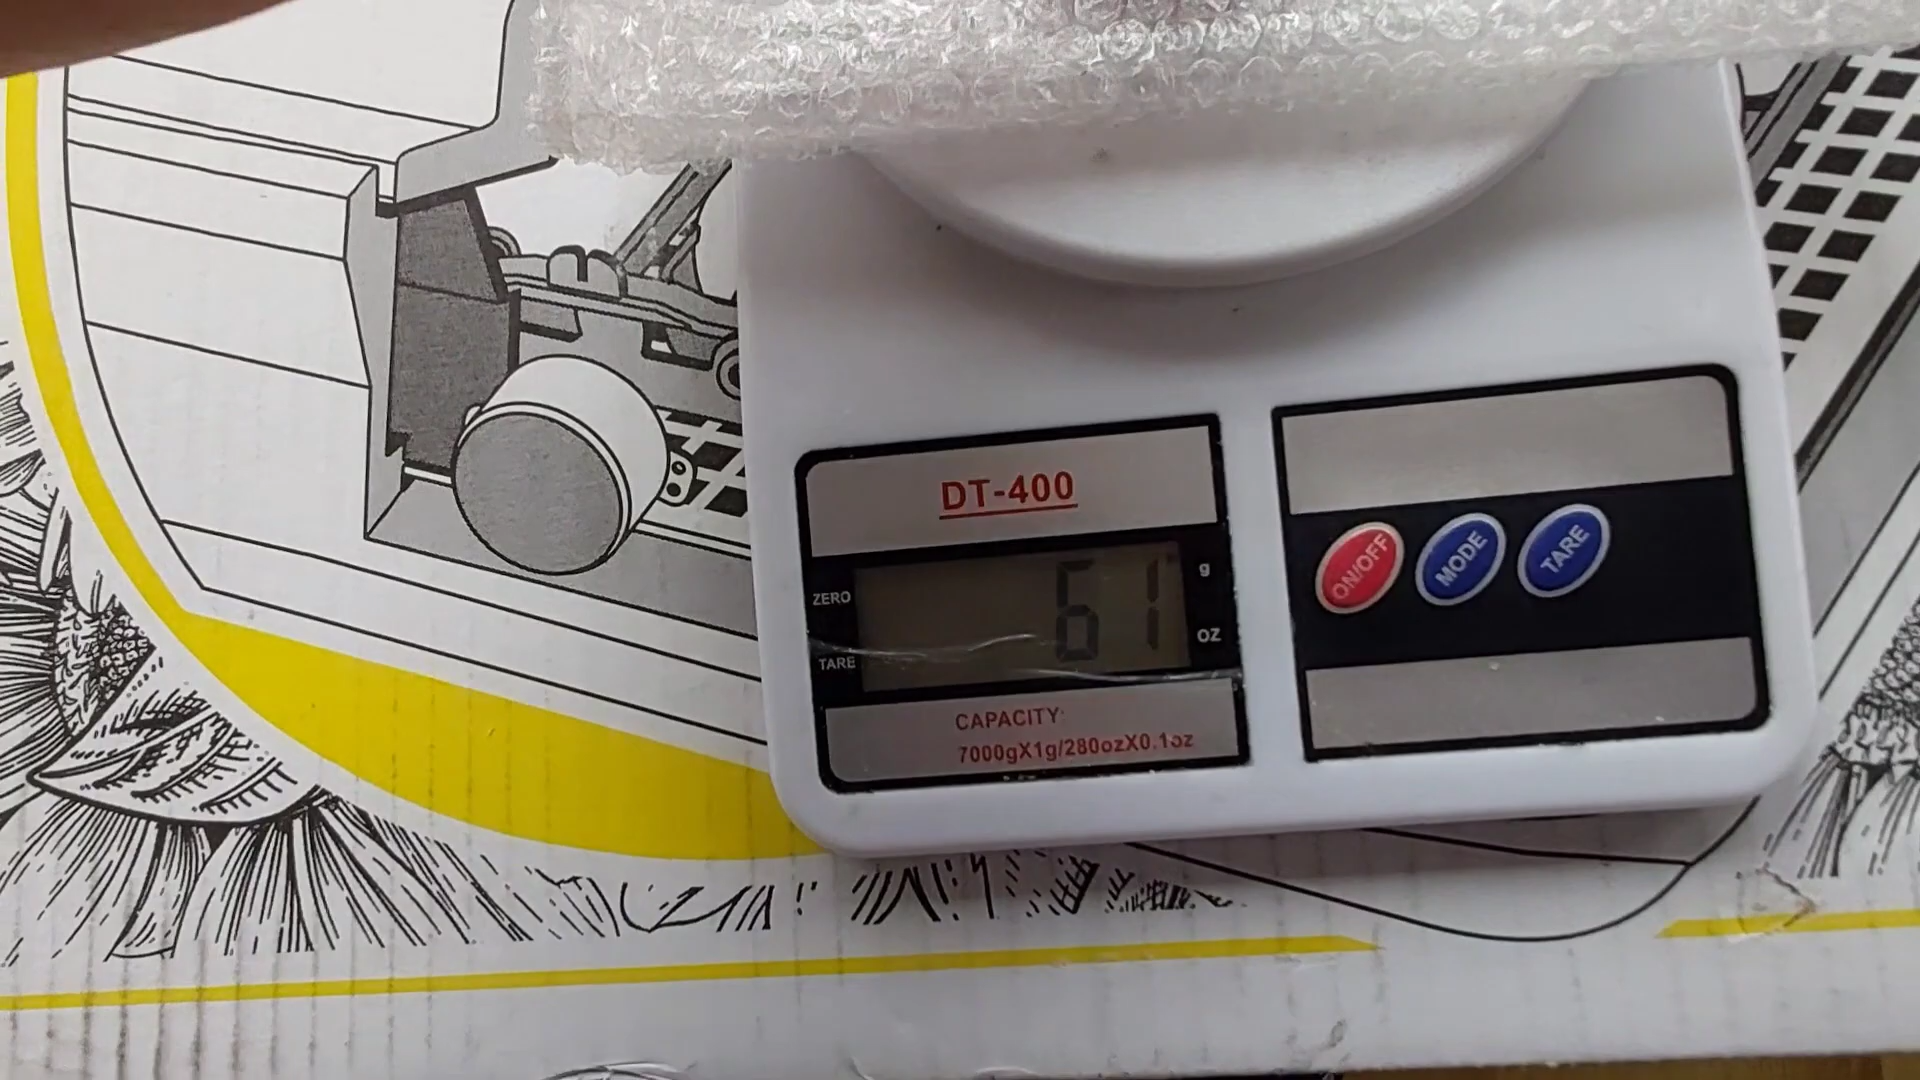 DT-400
61
g
ZERO
OZ
TARE
CAPACITY:
7000gX1g/280ozX0.1oz
ON/OFF
MODE
TARE